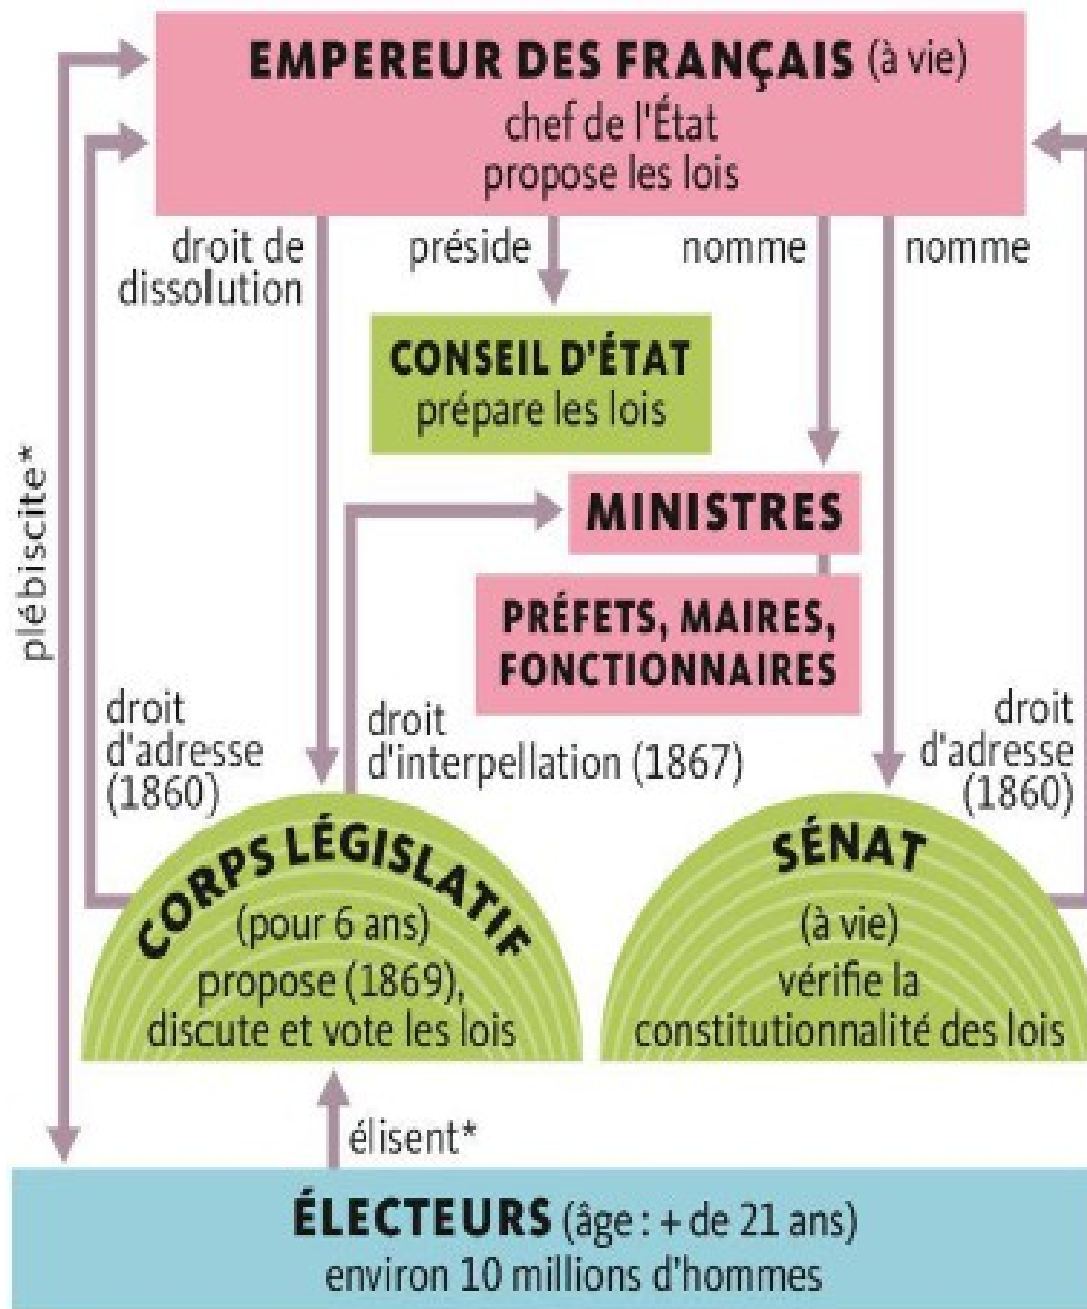 EMPEREUR DES FRANÇAIS (à vie)
chef de l'État
propose les lois
droit de
dissolution
préside
nomme
nomme
CONSEIL D'ÉTAT
prépare les lois
MINISTRES
PRÉFETS, MAIRES,
FONCTIONNAIRES
plébiscite*
droit
d'adresse
(1860)
droit
d'interpellation (1867)
droit
d'adresse
(1860)
CORPS LÉGISLATIF
(pour 6 ans)
propose (1869),
discute et vote les lois
SÉNAT
(à vie)
vérifie la
constitutionnalité des lois
élisent*
ÉLECTEURS (âge : + de 21 ans)
environ 10 millions d'hommes